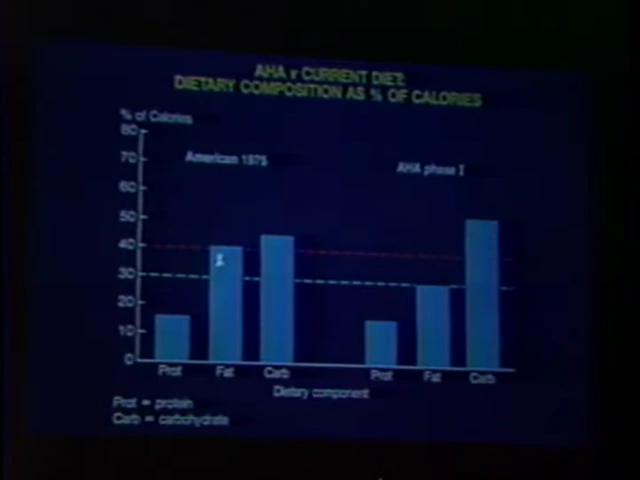 AHA v CURRENT DIET:
DIETARY COMPOSITION AS % OF CALORIES
% of Calories
80
70
60
50
40
30
20
10
0
American 1975
AHA phase I
Prot
Fat
Carb
Prot
Fat
Carb
Dietary component
Prot = protein
Carb = carbohydrate